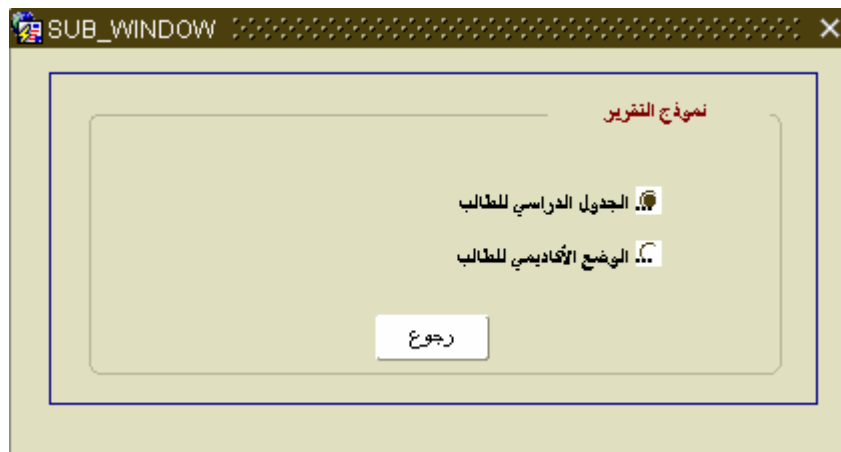 SUB_WINDOW
نموذج التقرير
الجدول الدراسي للطالب
الوضع الأكاديمي للطالب
رجوع